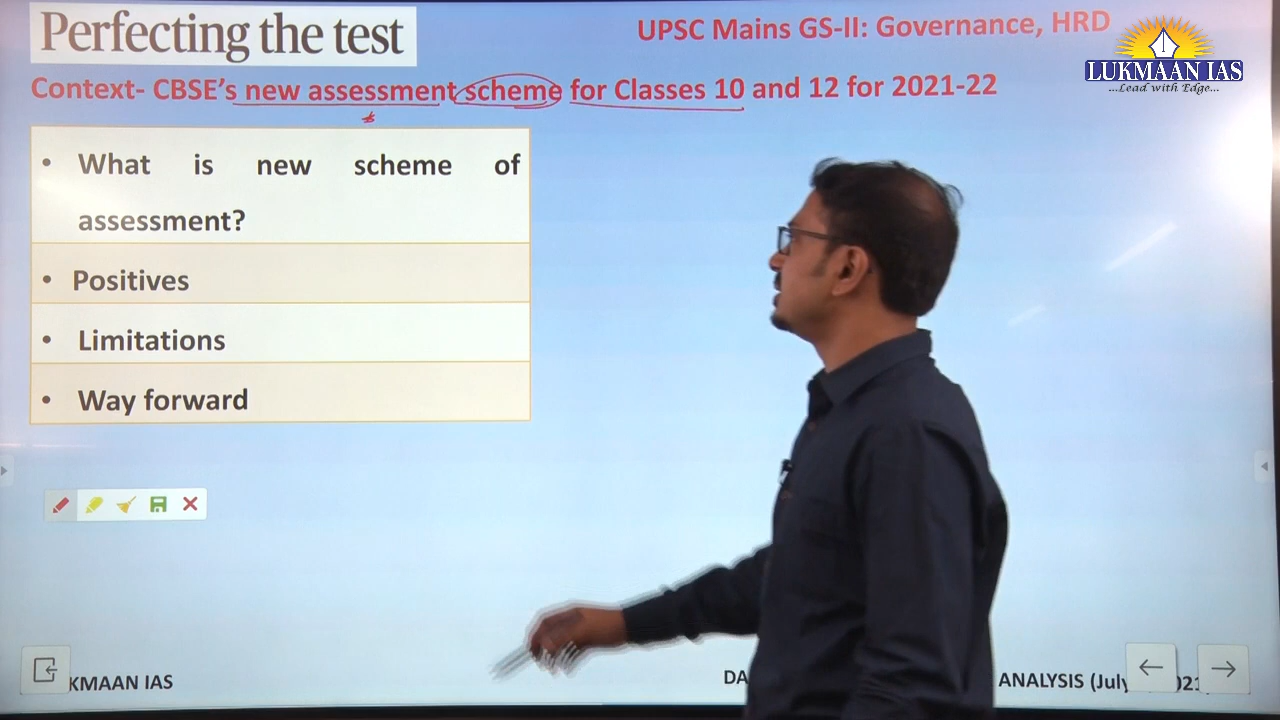 Perfecting the test
UPSC Mains GS-II: Governance, HRD
LUKMAAN IAS
...Lead with Edge...
Context- CBSE's new assessment scheme for Classes 10 and 12 for 2021-22
• What is new scheme of
assessment?
• Positives
• Limitations
• Way forward
KMAAN IAS
DA ANALYSIS (July 021